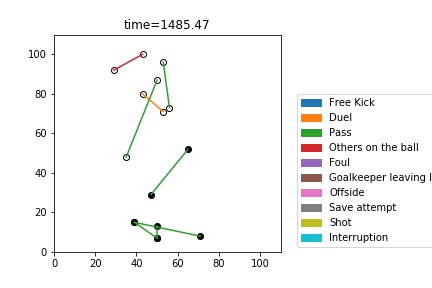 time=1485.47
100
80
60
40
20
0
0 20 40 60 80 100
Free Kick
Duel
Pass
Others on the ball
Foul
Goalkeeper leaving l
Offside
Save attempt
Shot
Interruption